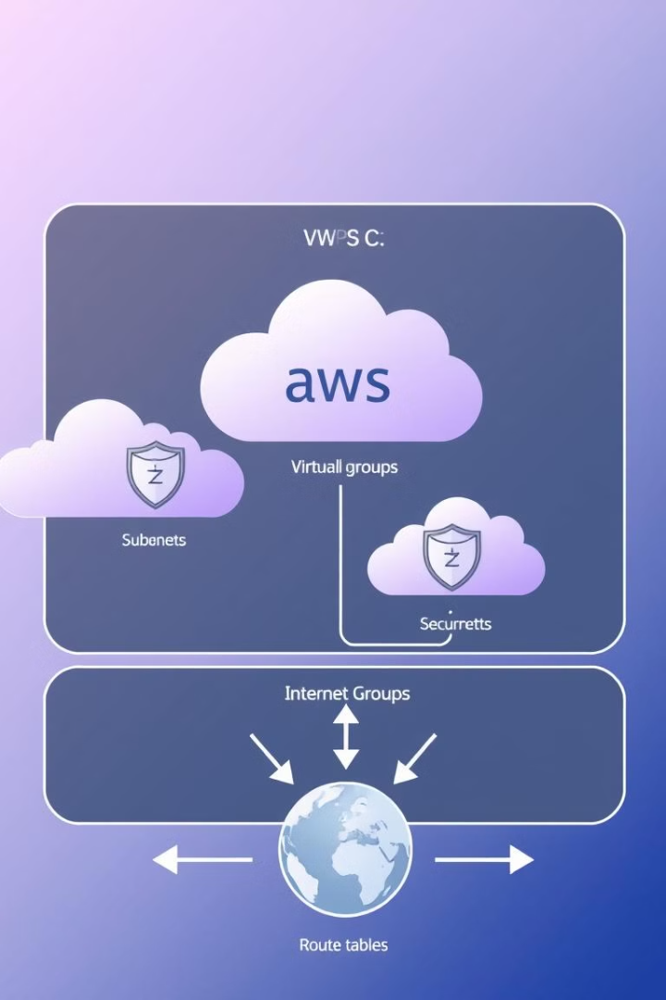 VWPS C:
aws
Virtuall groups
Subenets
Securretts
Internet Groups
Route tables